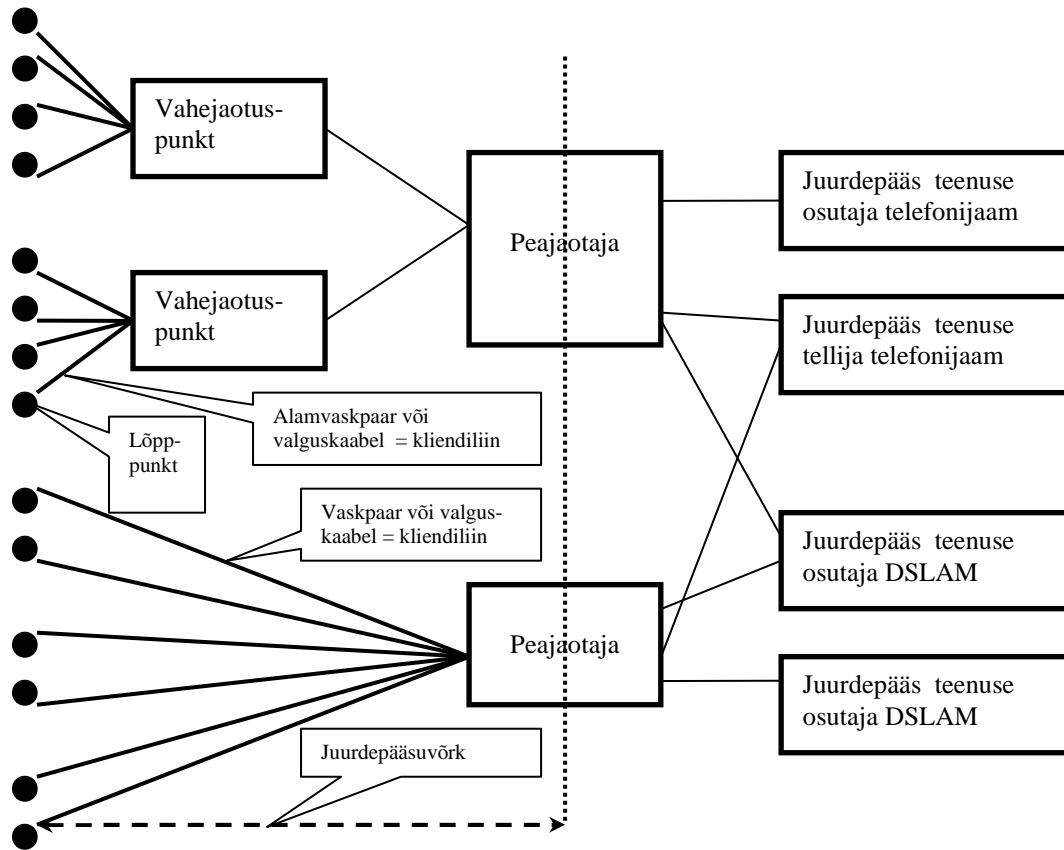 Vahejaotus-
punkt
Vahejaotus-
punkt
Lõpp-
punkt
Alamvaskpaar või
valguskaabel = kliendiliin
Vaskpaar või valgus-
kaabel = kliendiliin
Juurdepääsuvõrk
Peajaotaja
Peajaotaja
Juurdepääs teenuse
osutaja telefonijaam
Juurdepääs teenuse
tellija telefonijaam
Juurdepääs teenuse
osutaja DSLAM
Juurdepääs teenuse
osutaja DSLAM